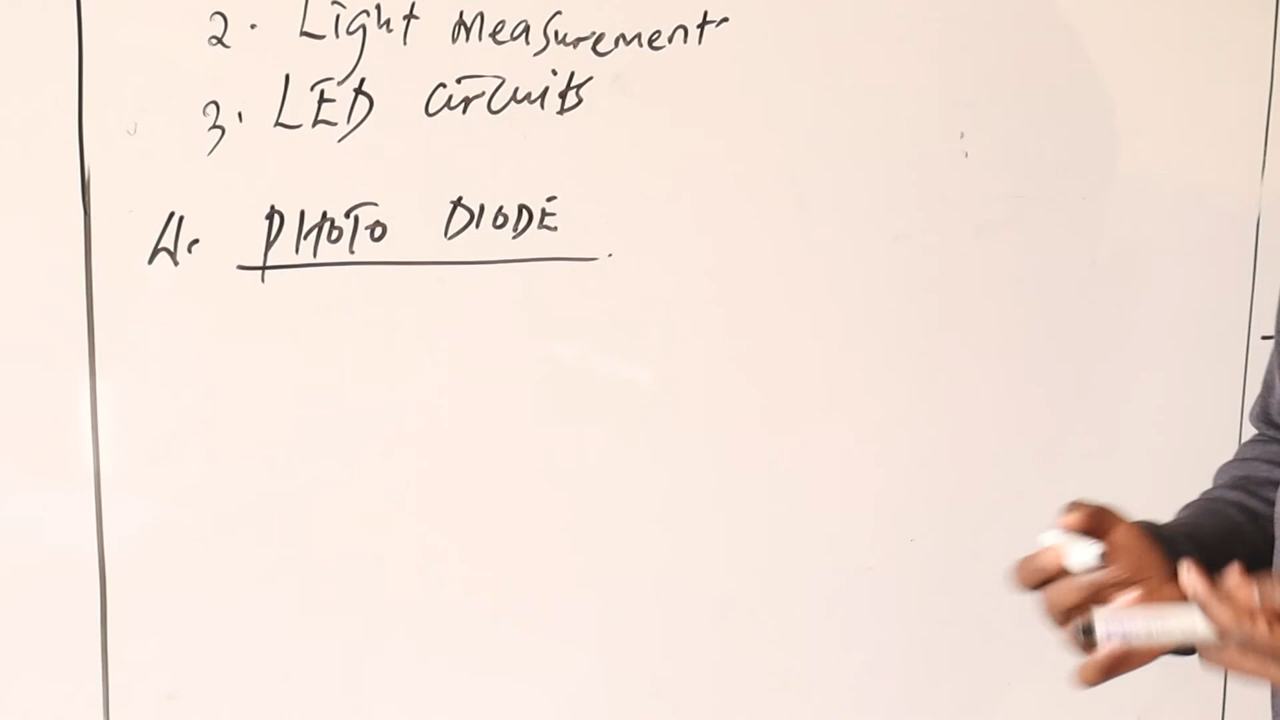 2. Light Measurement
3. LED circuits
4. PHOTO DIODE